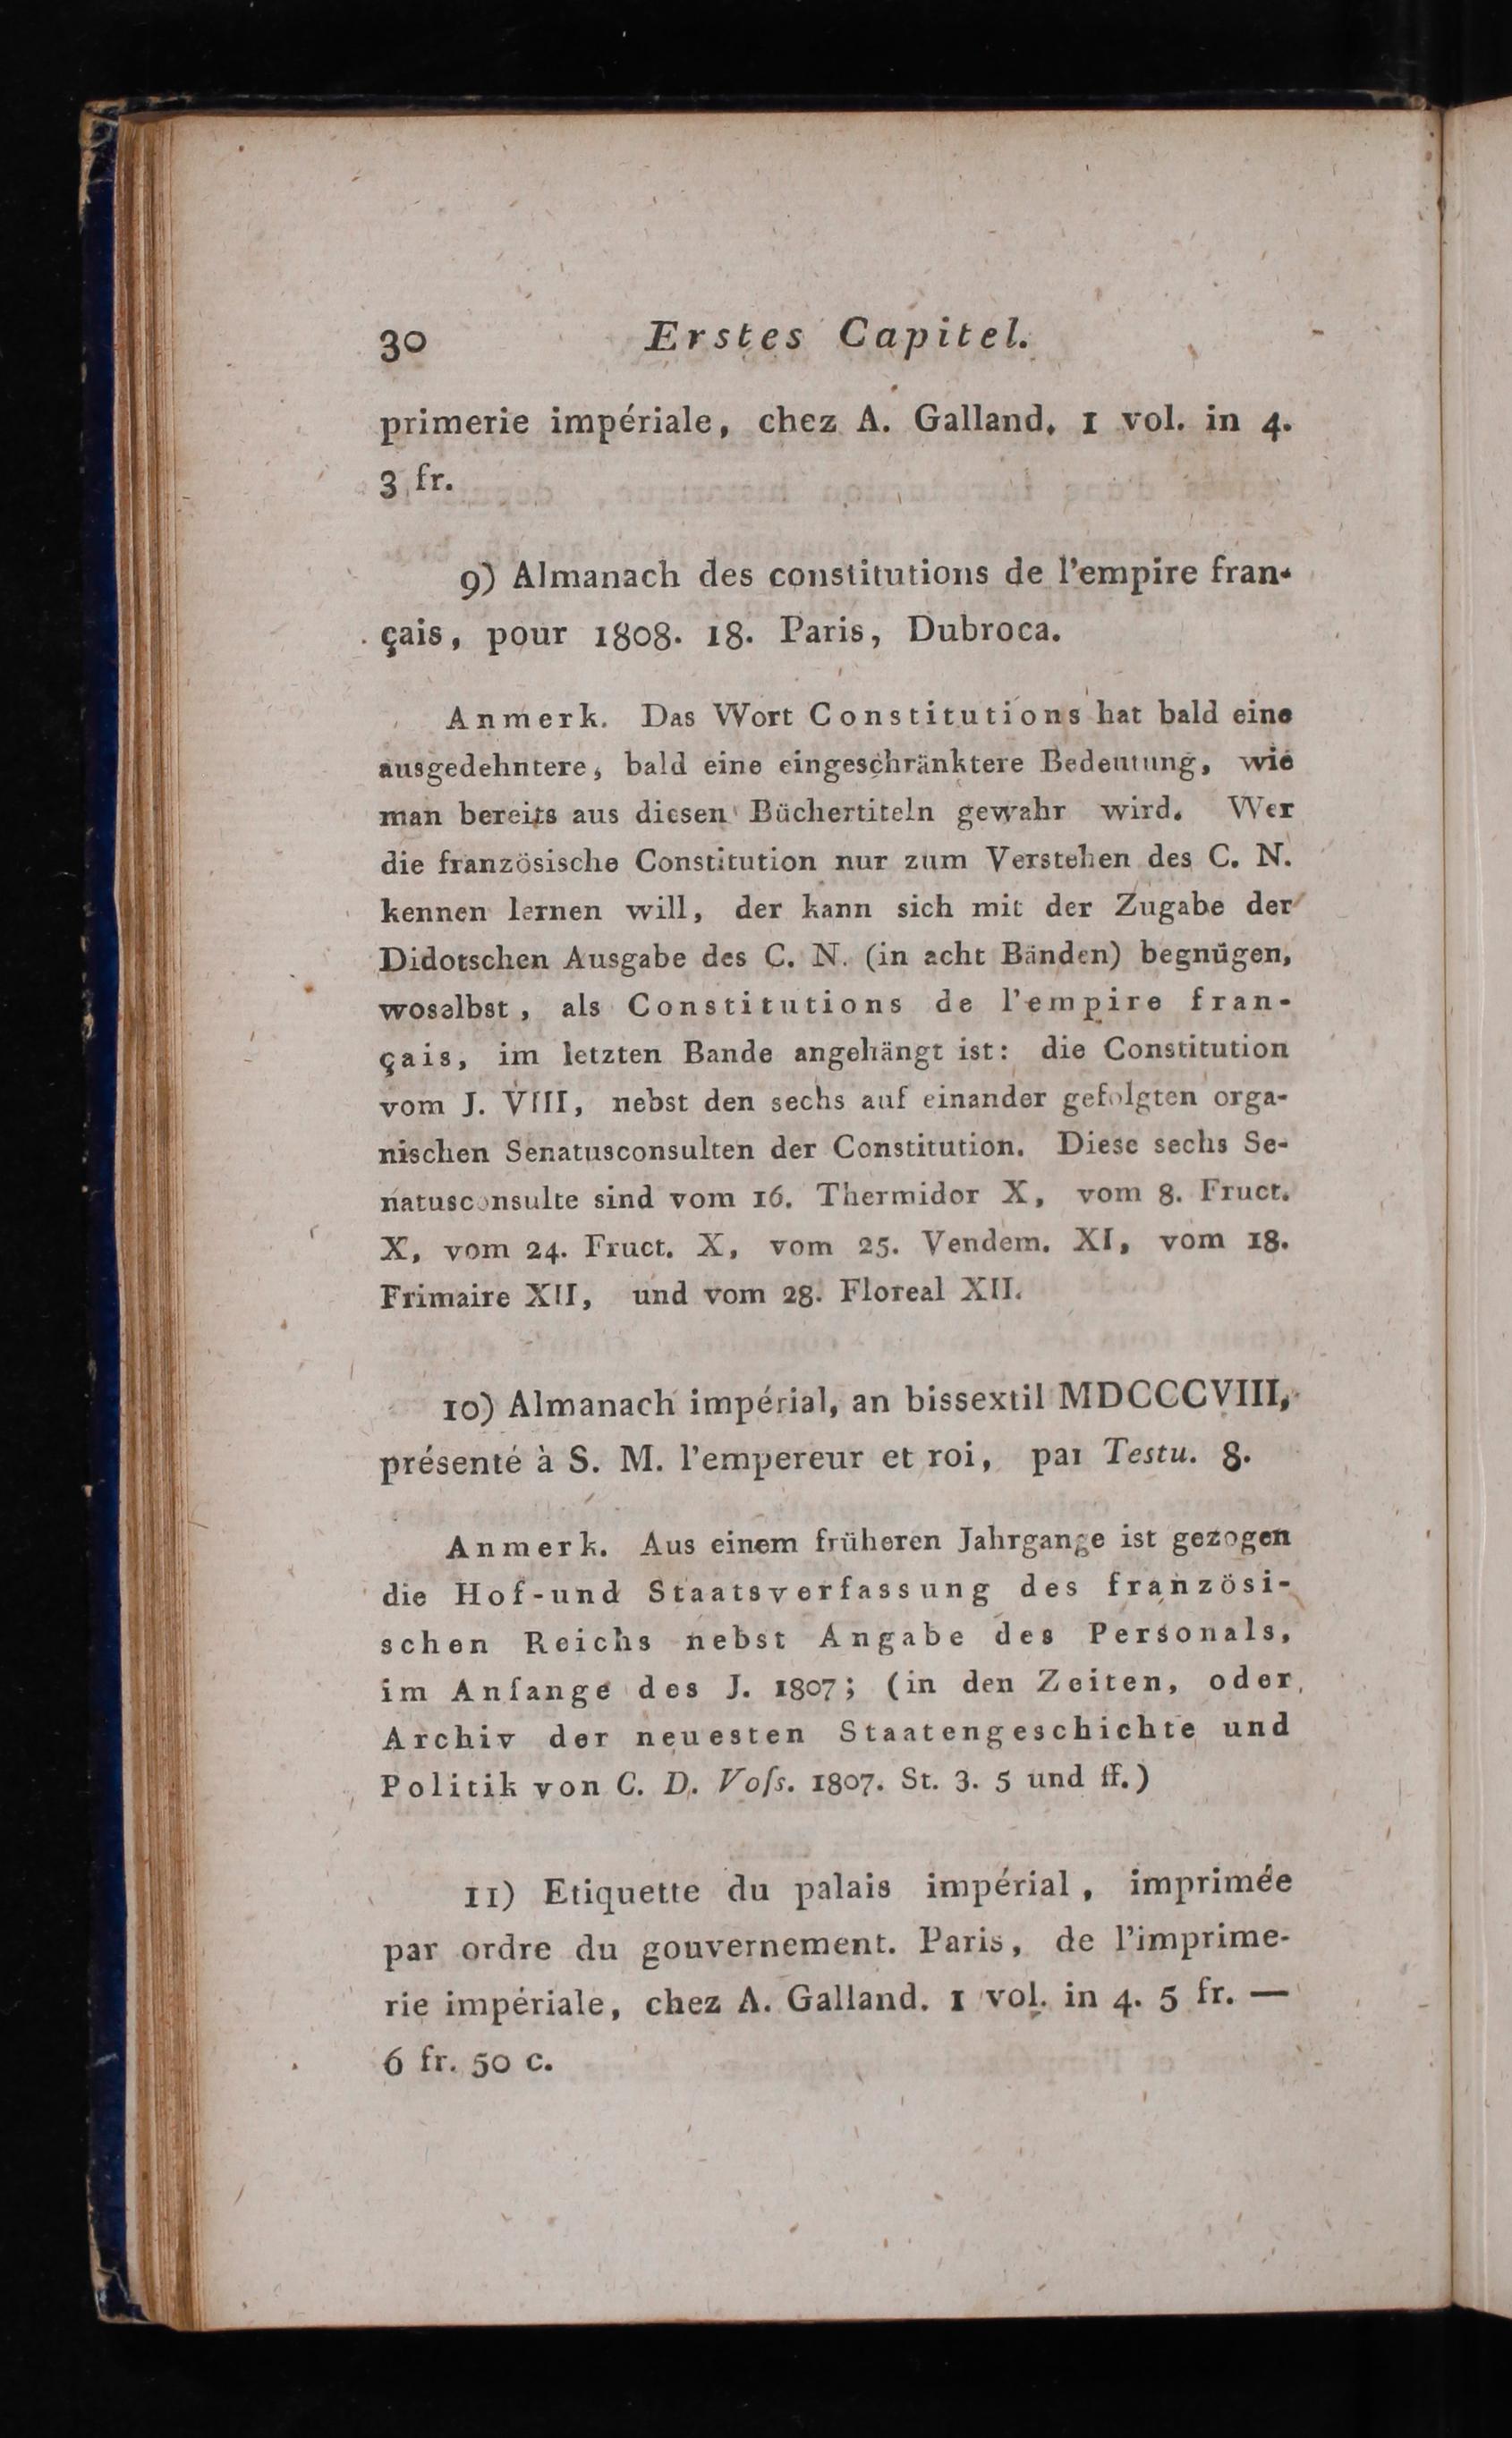 30 Erstes Capitel.
primerie impériale, chez A. Galland. 1 vol. in 4.
3 fr.
9) Almanach des constitutions de l'empire fran-
çais, pour 1808. 18. Paris, Dubroca.
Anmerk. Das Wort Constitutions hat bald eine
ausgedehntere, bald eine eingeschränktere Bedeutung, wie
man bereits aus diesen Büchertiteln gewahr wird. Wer
die französische Constitution nur zum Verstehen des C. N.
kennen lernen will, der kann sich mit der Zugabe der
Didotschen Ausgabe des C. N. (in acht Bänden) begnügen,
woselbst, als Constitutions de l'empire fran-
çais, im letzten Bande angehängt ist: die Constitution
vom J. VIII, nebst den sechs auf einander gefolgten orga-
nischen Senatusconsulten der Constitution. Diese sechs Se-
natusconsulte sind vom 16. Thermidor X, vom 8. Fruct.
X, vom 24. Fruct. X, vom 25. Vendem. XI, vom 18.
Frimaire XII, und vom 28. Floreal XII.
10) Almanach impérial, an bissextil MDCCCVIII,
présenté à S. M. l'empereur et roi, par Testu. 8.
Anmerk. Aus einem früheren Jahrgange ist gezogen
die Hof-und Staatsverfassung des französi-
schen Reichs nebst Angabe des Personals,
im Anfange des J. 1807; (in den Zeiten, oder
Archiv der neuesten Staatengeschichte und
Politik von C. D. Voſs. 1807. St. 3. 5 und ff.)
11) Etiquette du palais impérial, imprimée
par ordre du gouvernement. Paris, de l'imprime-
rie impériale, chez A. Galland. 1 vol. in 4. 5 fr. —
6 fr. 50 c.